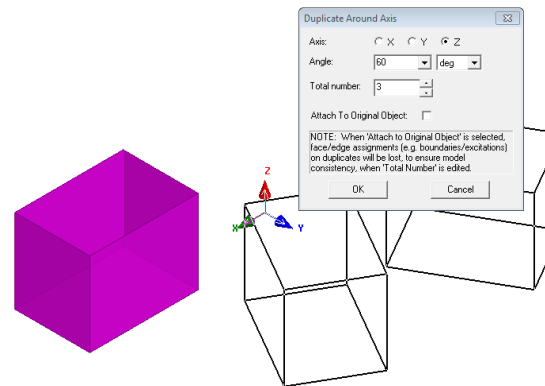 Duplicate Around Axis
Axis: X Y Z
Angle: 60 deg
Total number: 3
Attach To Original Object:
NOTE: When 'Attach to Original Object' is selected,
face/edge assignments (e.g. boundaries/excitations)
on duplicates will be lost, to ensure model
consistency, when 'Total Number' is edited.
OK Cancel
Z
X Y